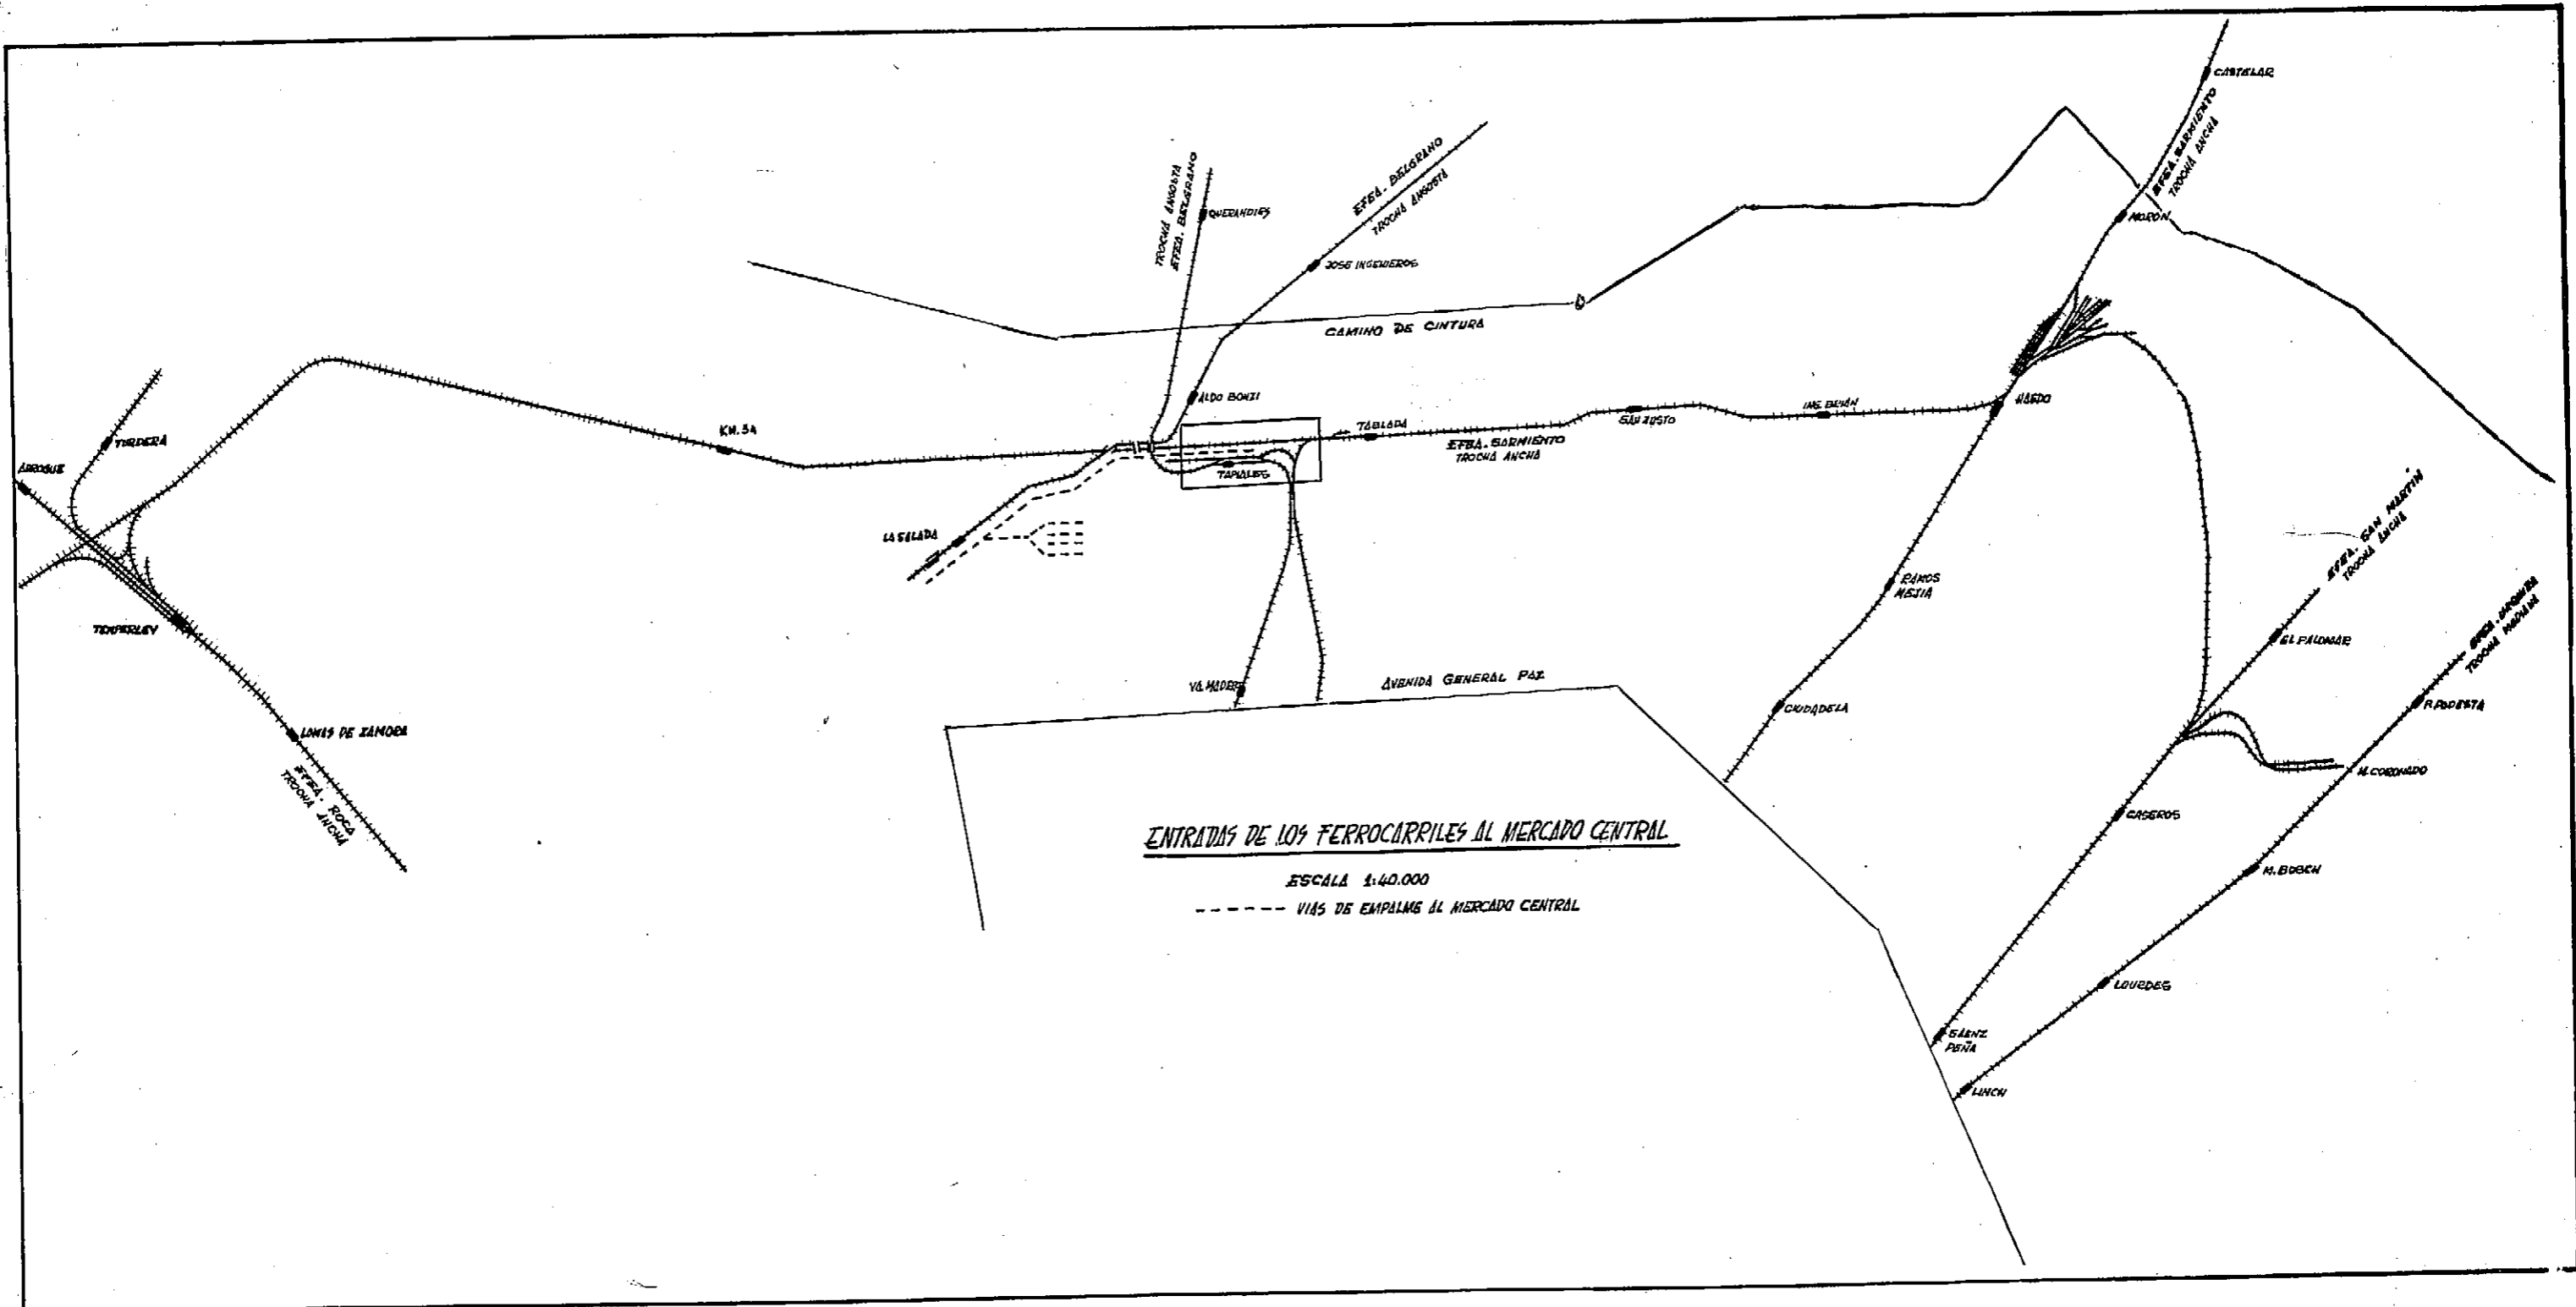 CASTELAR
EFEA. SARMIENTO
TROCHA ANCHA
MORON
TROCHA ANGOSTA
EFEA. BELGRANO
QUERANDIES
EFEA. BELGRANO
TROCHA ANGOSTA
JOSE INGENIEROS
CAMINO DE CINTURA
ALDO BONZI
HAEDO
ING. BRIAN
SAN JUSTO
TABLADA
EFEA. SARMIENTO
TROCHA ANCHA
TAPIALES
KM. 34
TURDERA
ADROGUE
LA SALADA
TEMPERLEY
LOMAS DE ZAMORA
EFEA. ROCA
TROCHA ANCHA
RAMOS
MEJIA
EFEA. SAN MARTIN
TROCHA ANCHA
EL PALOMAR
TROCHA MEDIANA
P. PODESTA
VA. MADERO
AVENIDA GENERAL PAZ
CIUDADELA
M. CORONADO
CASEROS
M. BOSCH
LOURDES
SAENZ
PEÑA
LINCH
ENTRADAS DE LOS FERROCARRILES AL MERCADO CENTRAL
ESCALA 1:40.000
------ VIAS DE EMPALME AL MERCADO CENTRAL